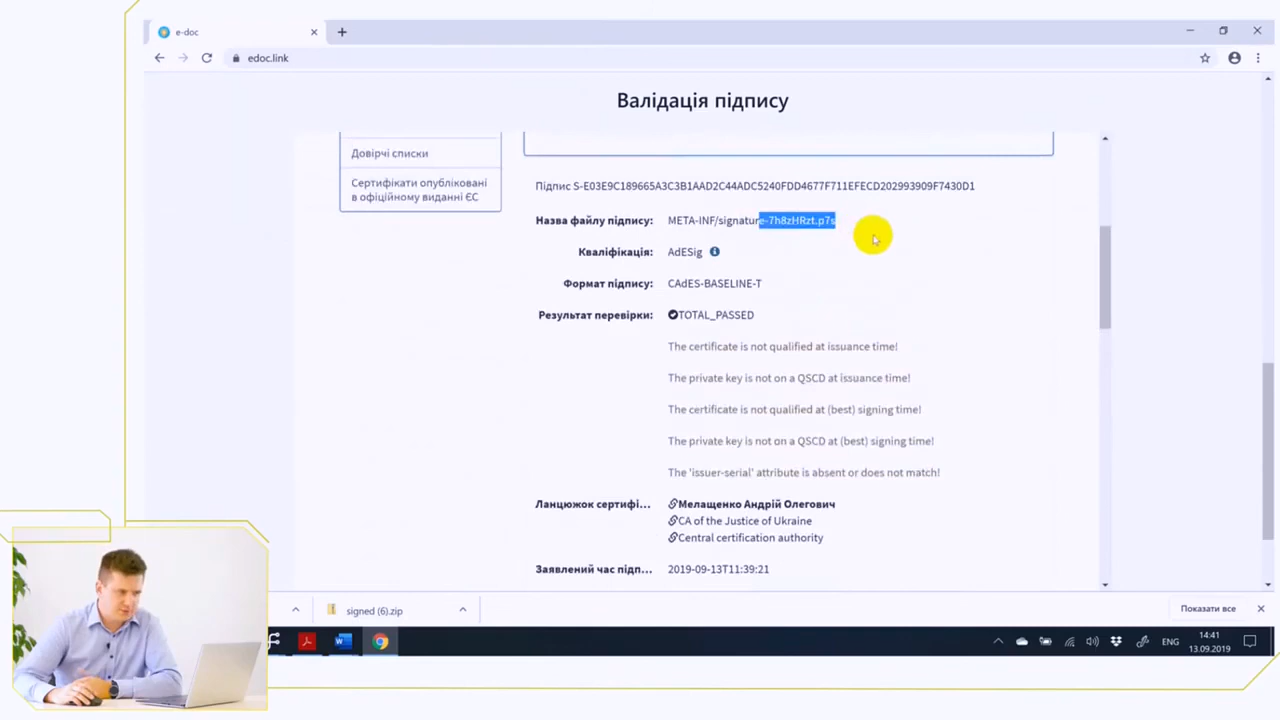 e-doc
edoc.link
Валідація підпису
Довірчі списки
Сертифікати опубліковані
в офіційному виданні ЄС
Підпис S-E03E9C189665A3C3B1AAD2C44ADC5240FDD4677F711EFECD202993909F7430D1
Назва файлу підпису: META-INF/signature-7h8zHRzt.p7s
Кваліфікація: AdESig
Формат підпису: CAdES-BASELINE-T
Результат перевірки: TOTAL_PASSED
The certificate is not qualified at issuance time!
The private key is not on a QSCD at issuance time!
The certificate is not qualified at (best) signing time!
The private key is not on a QSCD at (best) signing time!
The 'issuer-serial' attribute is absent or does not match!
Ланцюжок сертифі... Мелащенко Андрій Олегович
CA of the Justice of Ukraine
Central certification authority
Заявлений час підп... 2019-09-13T11:39:21
signed (6).zip
Показати все
ENG
14:41
13.09.2019